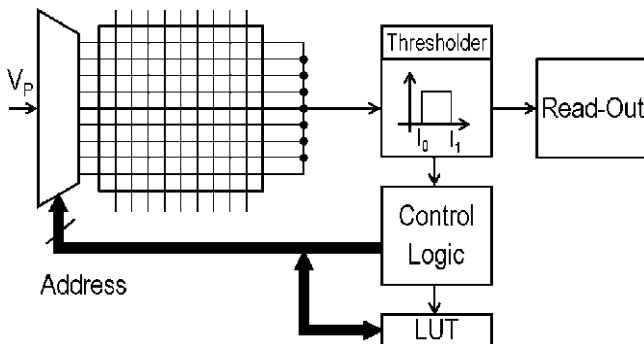 Thresholder
V_P
I_0 I_1
Read-Out
Control
Logic
Address
LUT